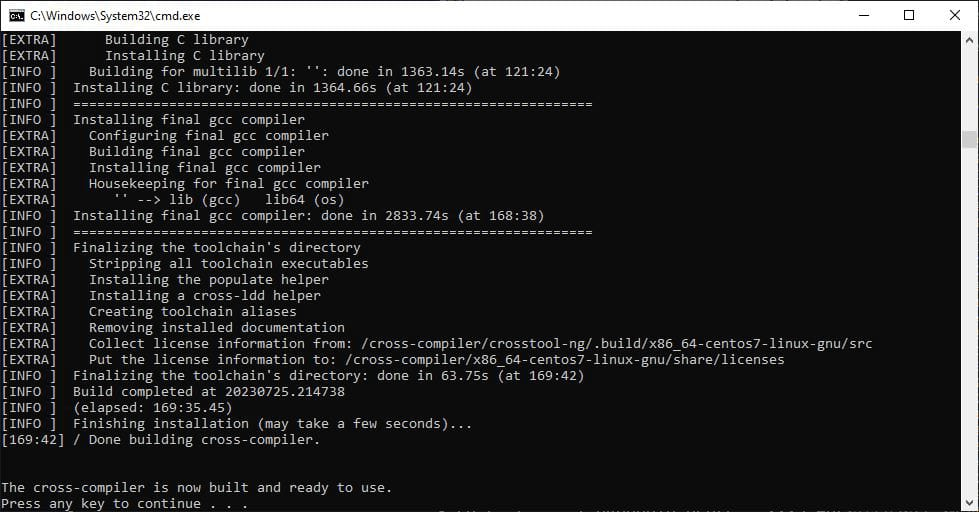 C:\Windows\System32\cmd.exe
[EXTRA]      Building C library
[EXTRA]      Installing C library
[INFO ]    Building for multilib 1/1: '': done in 1363.14s (at 121:24)
[INFO ]  Installing C library: done in 1364.66s (at 121:24)
[INFO ]  =================================================================
[INFO ]  Installing final gcc compiler
[EXTRA]    Configuring final gcc compiler
[EXTRA]    Building final gcc compiler
[EXTRA]    Installing final gcc compiler
[EXTRA]    Housekeeping for final gcc compiler
[EXTRA]       '' --> lib (gcc)   lib64 (os)
[INFO ]  Installing final gcc compiler: done in 2833.74s (at 168:38)
[INFO ]  =================================================================
[INFO ]  Finalizing the toolchain's directory
[INFO ]    Stripping all toolchain executables
[EXTRA]    Installing the populate helper
[EXTRA]    Installing a cross-ldd helper
[EXTRA]    Creating toolchain aliases
[EXTRA]    Removing installed documentation
[EXTRA]    Collect license information from: /cross-compiler/crosstool-ng/.build/x86_64-centos7-linux-gnu/src
[EXTRA]    Put the license information to: /cross-compiler/x86_64-centos7-linux-gnu/share/licenses
[INFO ]  Finalizing the toolchain's directory: done in 63.75s (at 169:42)
[INFO ]  Build completed at 20230725.214738
[INFO ]  (elapsed: 169:35.45)
[INFO ]  Finishing installation (may take a few seconds)...
[169:42] / Done building cross-compiler.
The cross-compiler is now built and ready to use.
Press any key to continue . . .